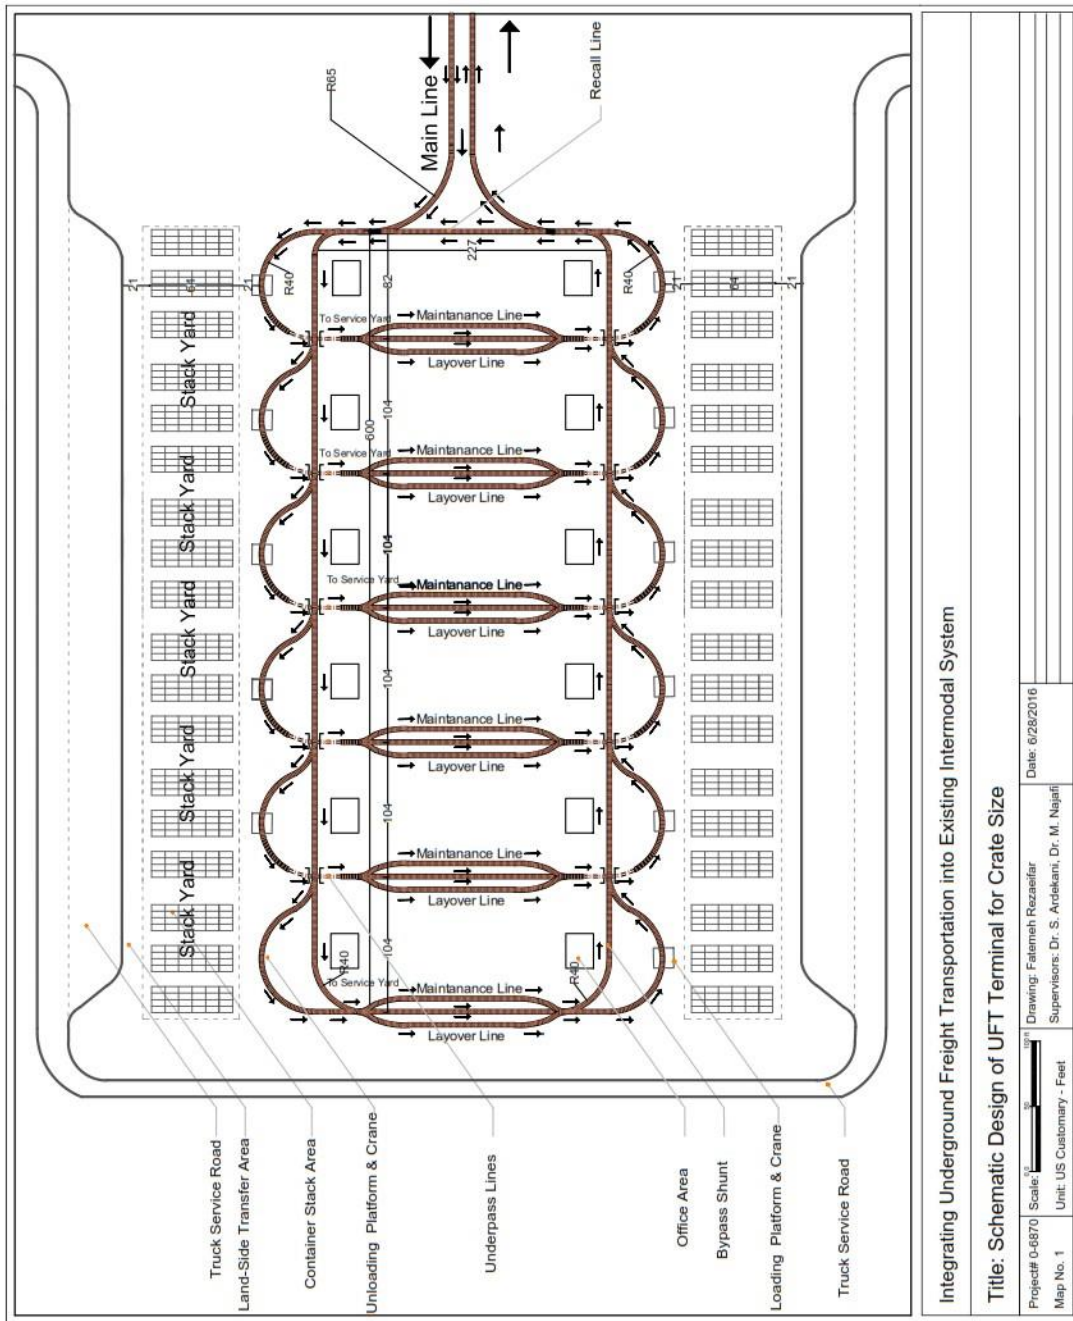 Main Line
R65
Recall Line
227
R40
R40
21
64
21
21
64
21
82
To Service Yard
Maintanance Line
Layover Line
Stack Yard
104
600
To Service Yard
Maintanance Line
Layover Line
Stack Yard
104
To Service Yard
Maintanance Line
Layover Line
Stack Yard
104
Maintanance Line
Layover Line
Stack Yard
104
Maintanance Line
Layover Line
Stack Yard
104
R40
R40
To Service Yard
Maintanance Line
Layover Line
Truck Service Road
Land-Side Transfer Area
Container Stack Area
Unloading Platform & Crane
Underpass Lines
Office Area
Bypass Shunt
Loading Platform & Crane
Truck Service Road
Integrating Underground Freight Transportation into Existing Intermodal System
Title: Schematic Design of UFT Terminal for Crate Size
Project# 0-6870
Scale:
0.0
50
100 ft
Drawing: Fatemeh Rezaeifar
Date: 6/28/2016
Map No. 1
Unit: US Customary - Feet
Supervisors: Dr. S. Ardekani, Dr. M. Najafi